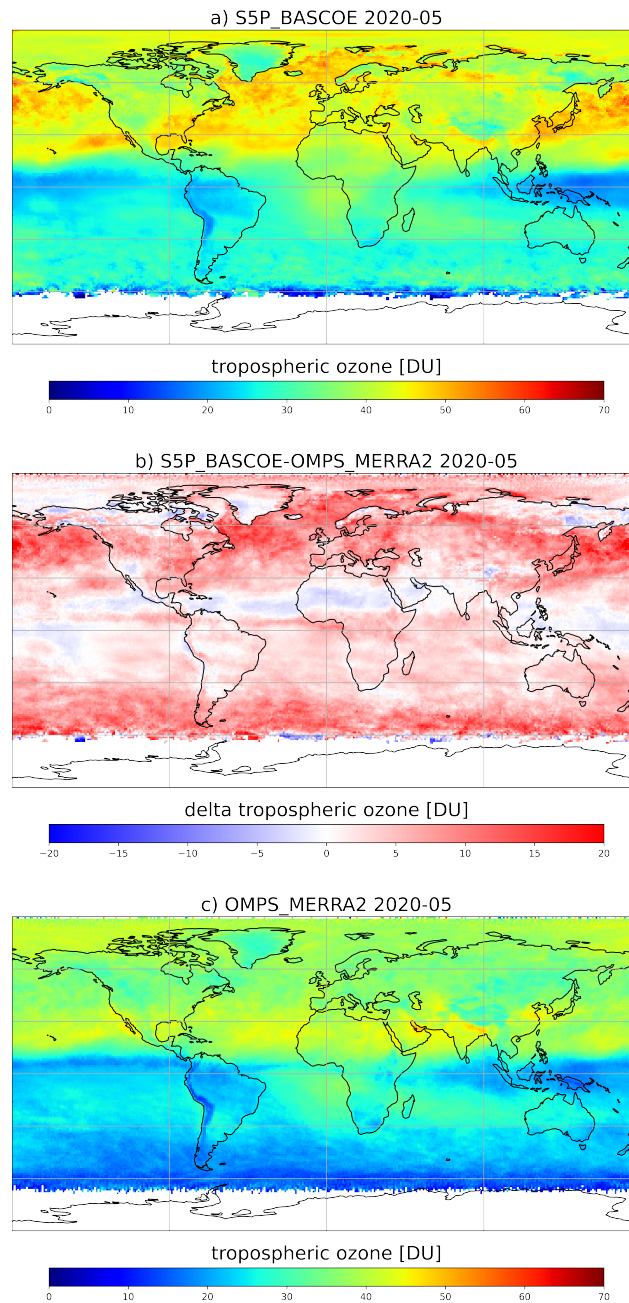 a) S5P_BASCOE 2020-05
tropospheric ozone [DU]
0 10 20 30 40 50 60 70
b) S5P_BASCOE-OMPS_MERRA2 2020-05
delta tropospheric ozone [DU]
−20 −15 −10 −5 0 5 10 15 20
c) OMPS_MERRA2 2020-05
tropospheric ozone [DU]
0 10 20 30 40 50 60 70